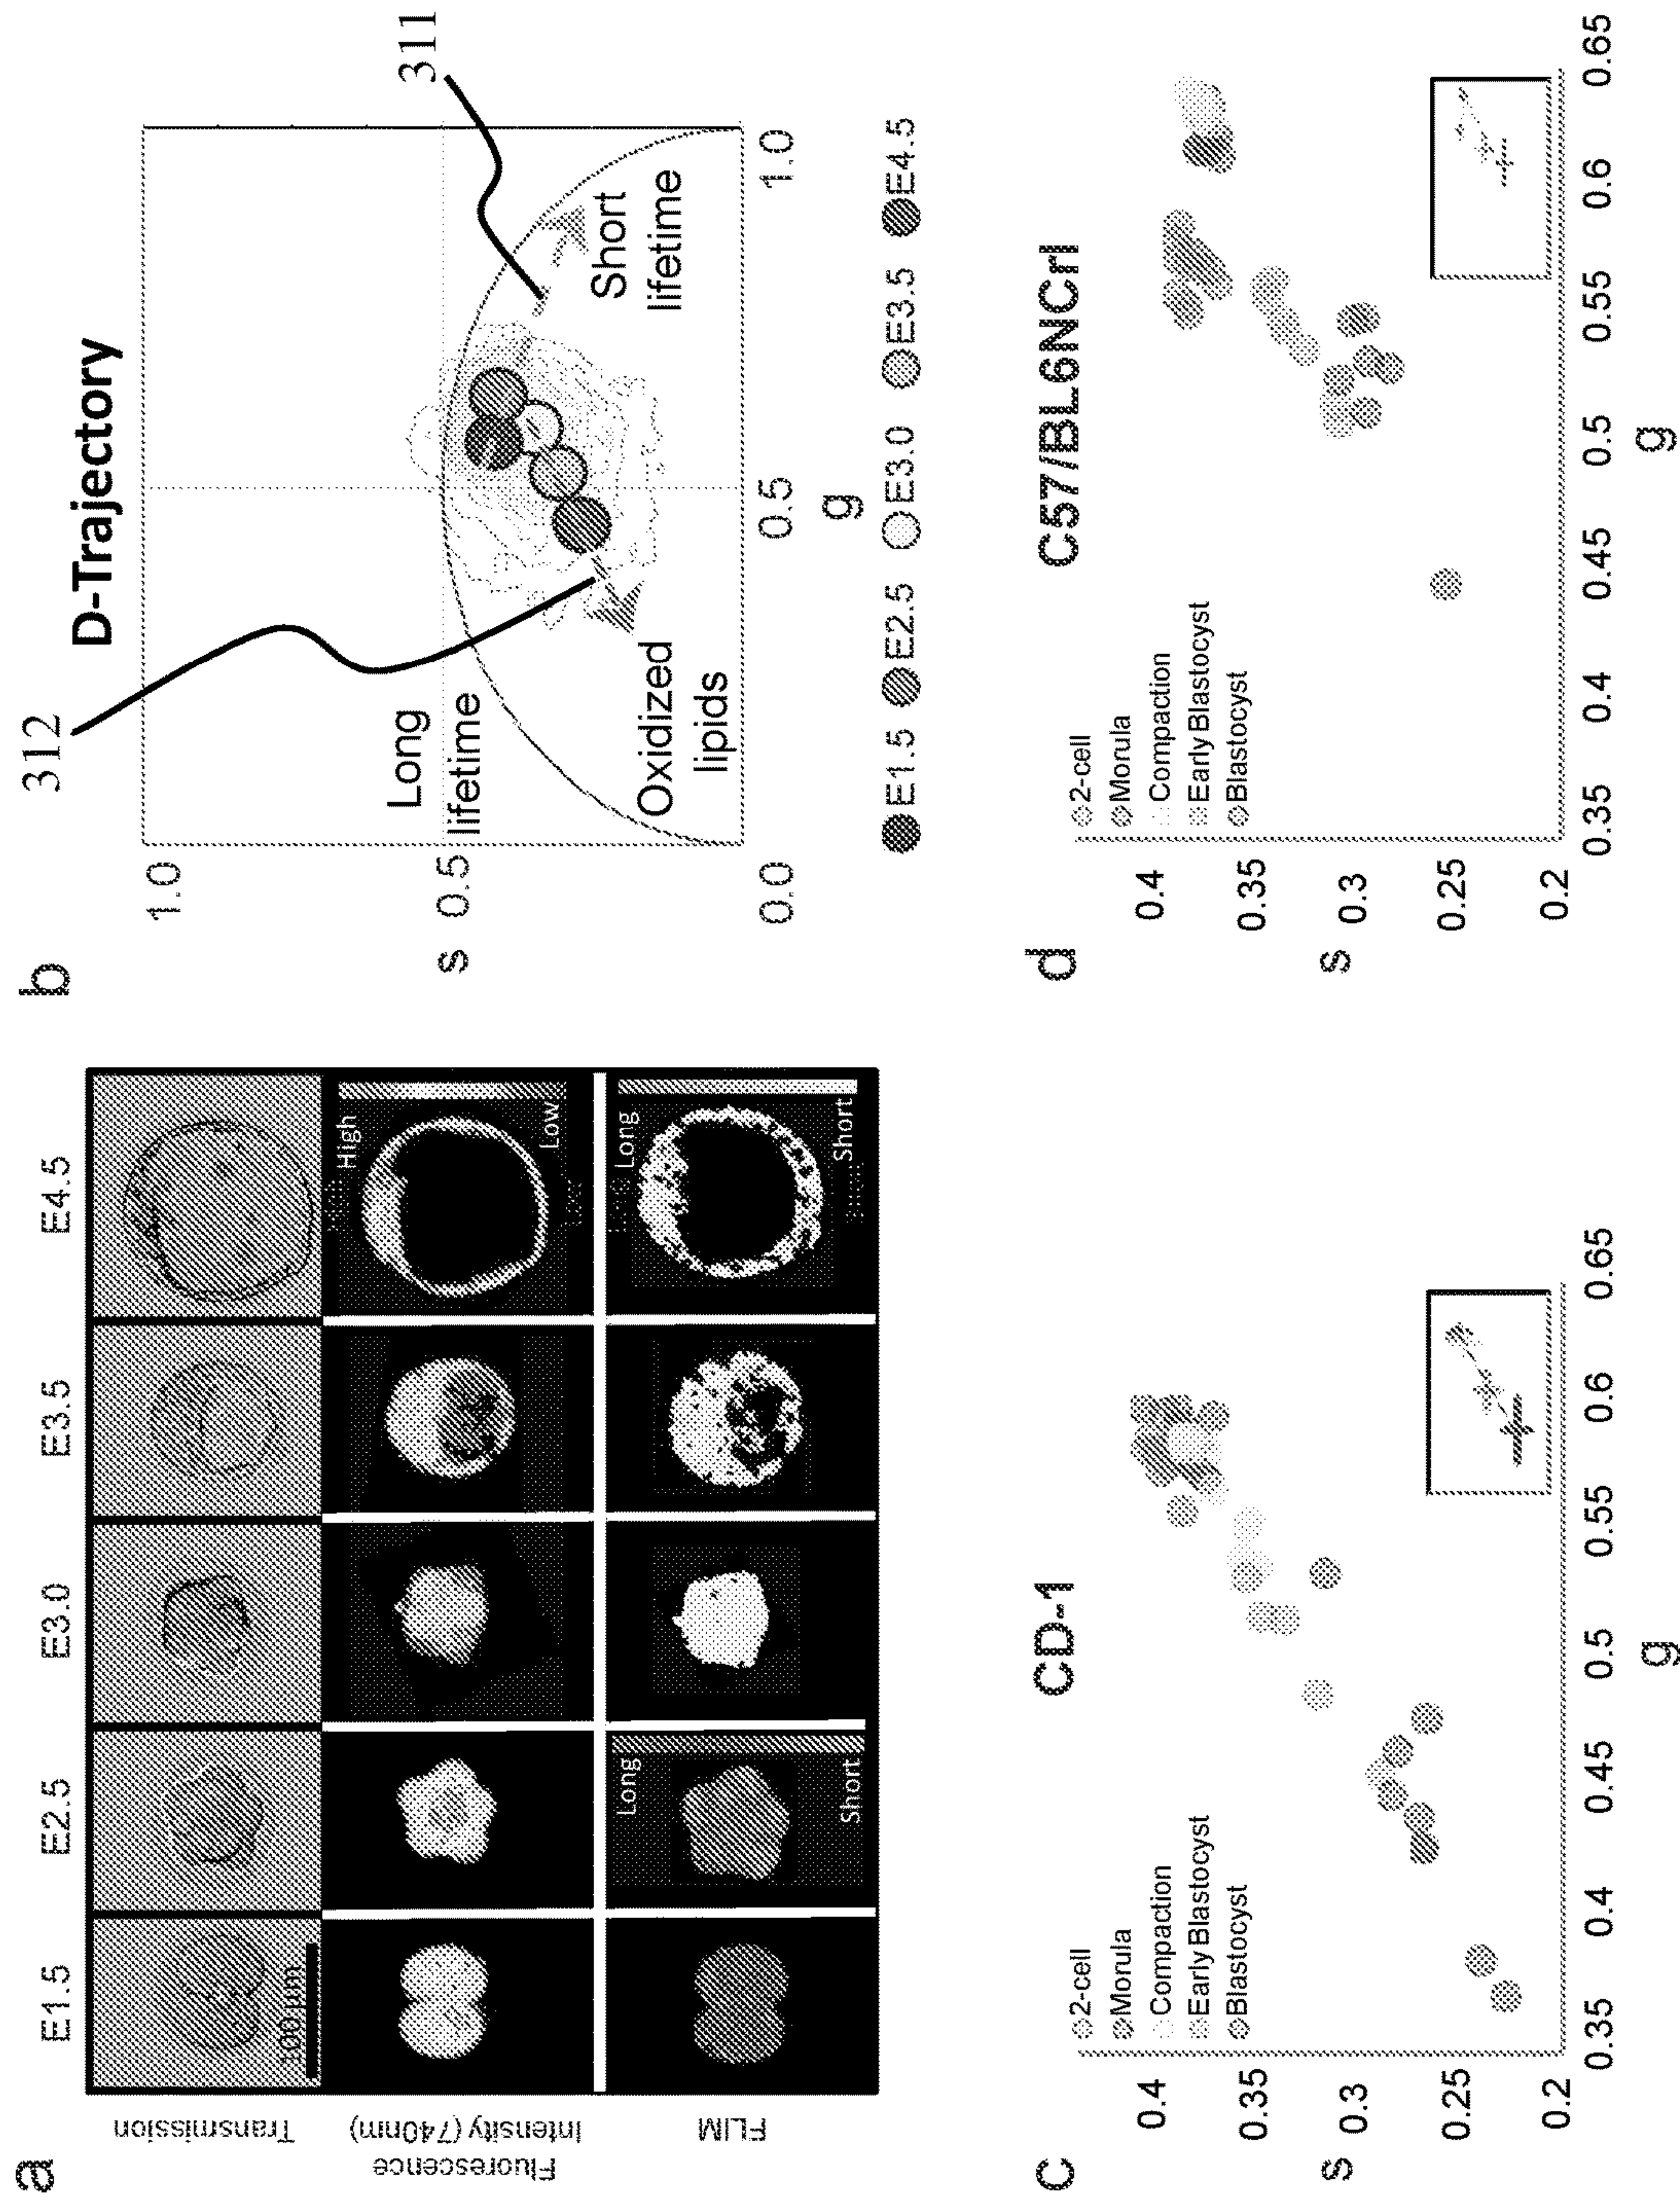 a
E1.5 E2.5 E3.0 E3.5 E4.5
Transmission
100 μm
Fluorescence
Intensity (740nm)
High
Low
FLIM
Long
Short
Long
Short
b
D-Trajectory
312
311
1.0
s 0.5
0.0
Long
lifetime
Oxidized
lipids
Short
lifetime
0.5 1.0
g
E1.5 E2.5 E3.0 E3.5 E4.5
c
CD-1
2-cell
Morula
Compaction
Early Blastocyst
Blastocyst
s
0.4
0.35
0.3
0.25
0.2
0.35 0.4 0.45 0.5 0.55 0.6 0.65
g
d
C57/BL6NCrl
2-cell
Morula
Compaction
Early Blastocyst
Blastocyst
s
0.4
0.35
0.3
0.25
0.2
0.35 0.4 0.45 0.5 0.55 0.6 0.65
g